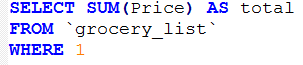 SELECT SUM(Price) AS total
FROM `grocery_list`
WHERE 1